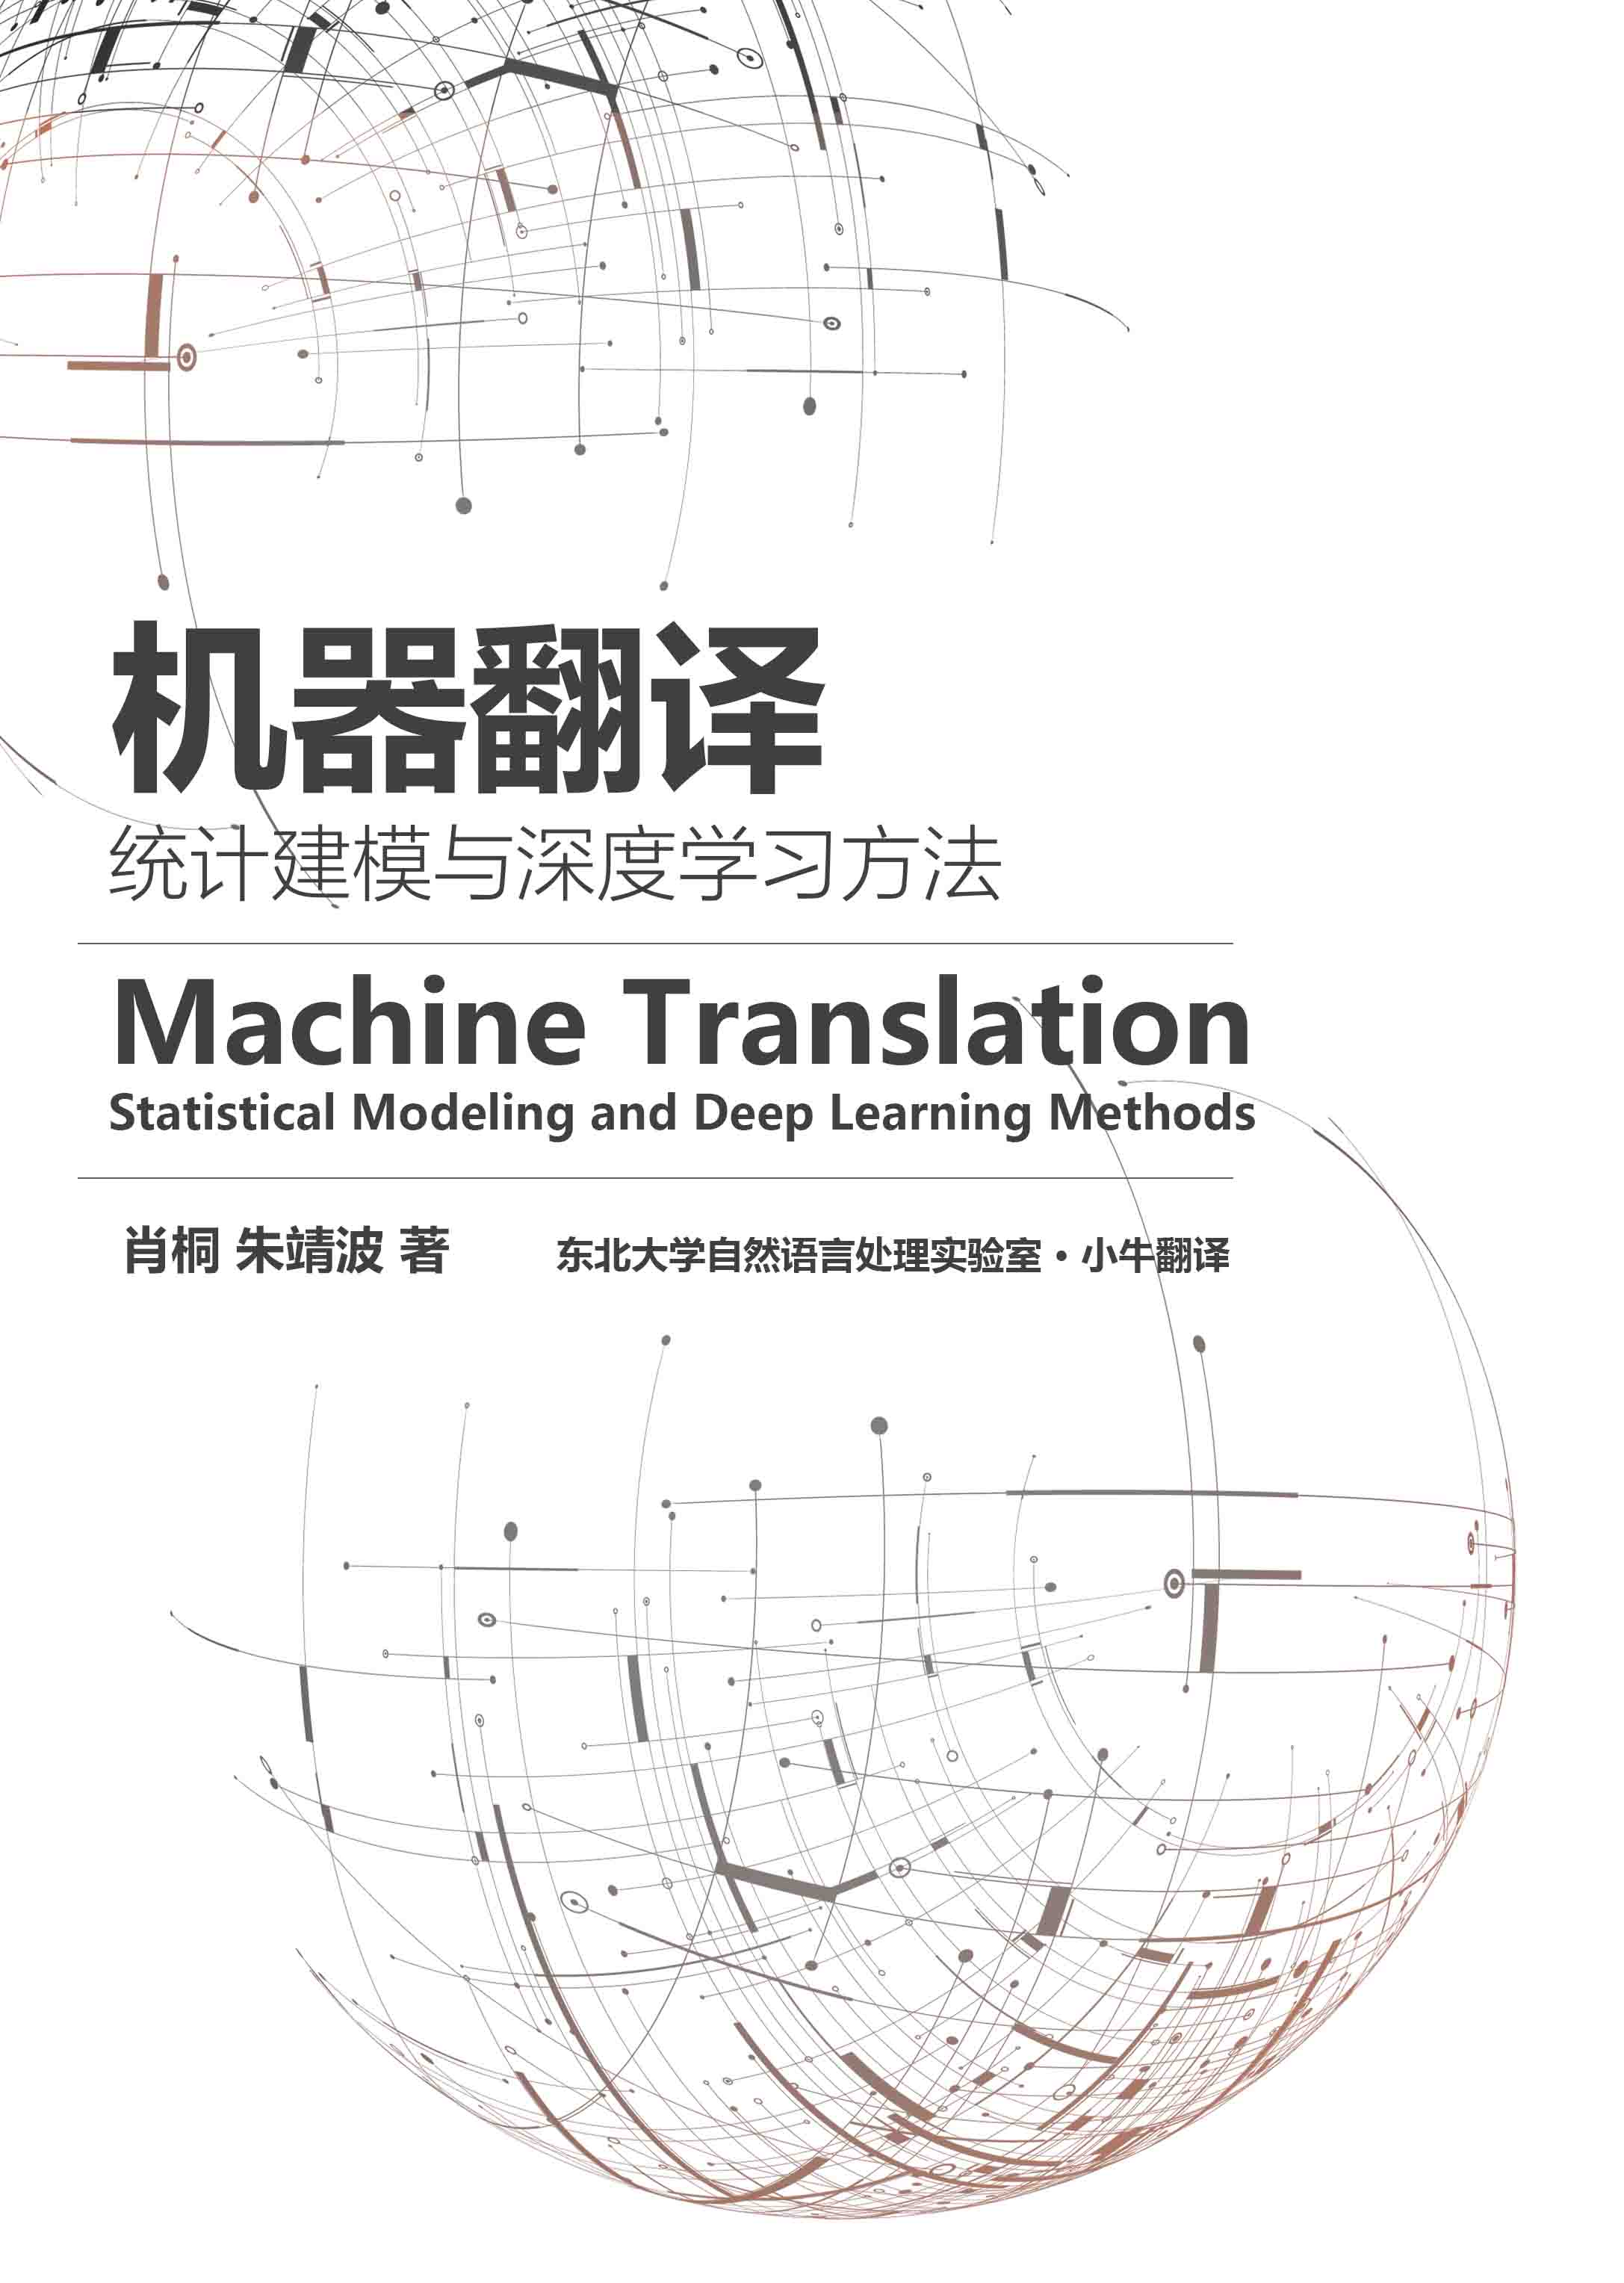 机器翻译
统计建模与深度学习方法
Machine Translation
Statistical Modeling and Deep Learning Methods
肖桐 朱靖波 著 东北大学自然语言处理实验室·小牛翻译